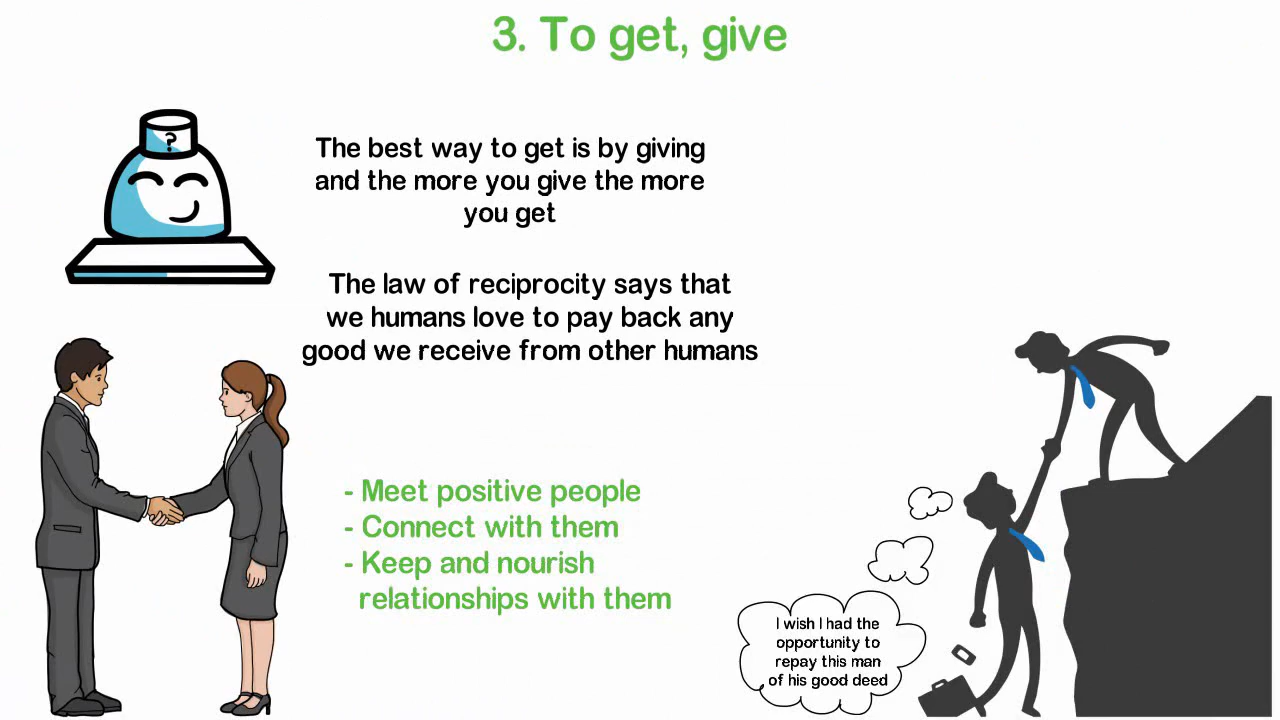 3. To get, give
?
The best way to get is by giving
and the more you give the more
you get
The law of reciprocity says that
we humans love to pay back any
good we receive from other humans
- Meet positive people
- Connect with them
- Keep and nourish
relationships with them
I wish I had the
opportunity to
repay this man
of his good deed